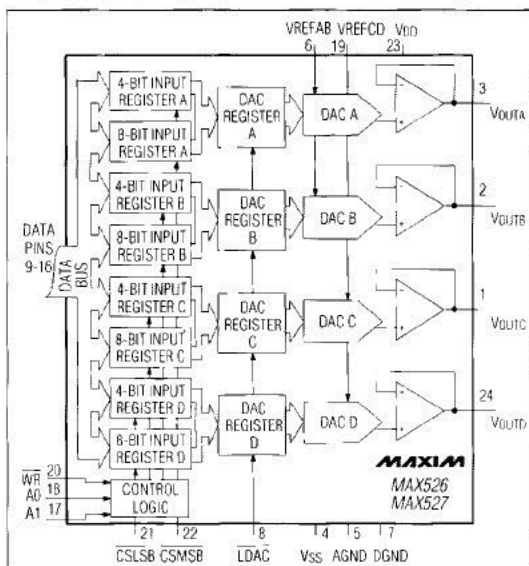 VREFAB VREFCD VDD
6 19 23
4-BIT INPUT
REGISTER A
8-BIT INPUT
REGISTER A
DAC
REGISTER
A
DAC A
3
VOUTA
4-BIT INPUT
REGISTER B
8-BIT INPUT
REGISTER B
DAC
REGISTER
B
DAC B
2
VOUTB
DATA
PINS
9-16
DATA
BUS
4-BIT INPUT
REGISTER C
8-BIT INPUT
REGISTER C
DAC
REGISTER
C
DAC C
1
VOUTC
4-BIT INPUT
REGISTER D
8-BIT INPUT
REGISTER D
DAC
REGISTER
D
DAC D
24
VOUTD
MAXIM
MAX526
MAX527
WR 20
A0 18
A1 17
CONTROL
LOGIC
21 22 8 4 5 7
CSLSB CSMSB LDAC VSS AGND DGND